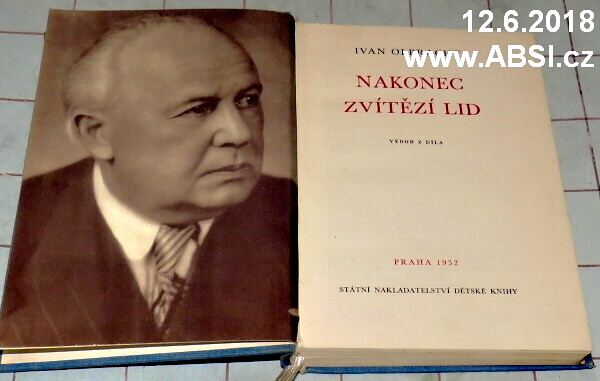 12.6.2018
www.ABSI.cz
IVAN
NAKONEC
ZVÍTĚZÍ LID
VÝBOR Z DÍLA
PRAHA 1952
STÁTNÍ NAKLADATELSTVÍ DĚTSKÉ KNIHY